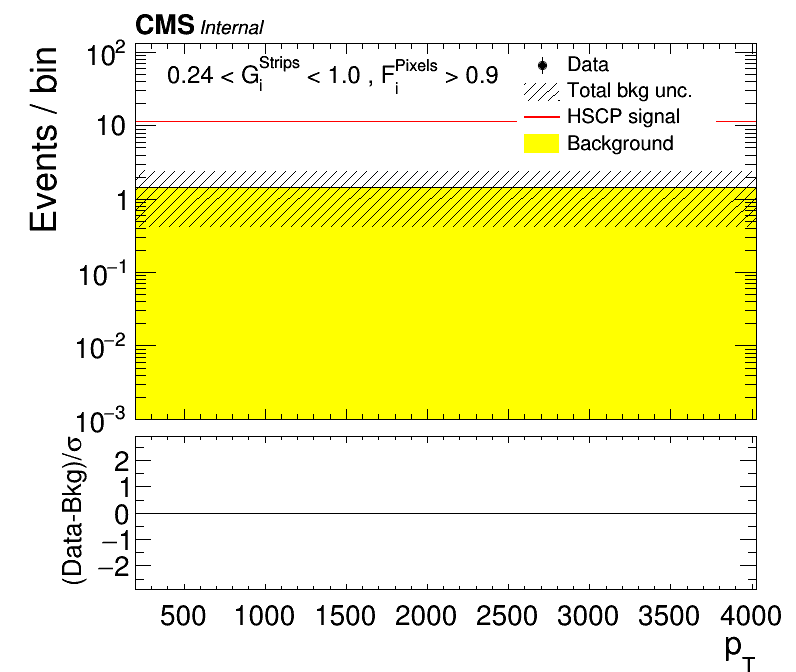 CMS Internal
Events / bin
10²
10
1
10⁻¹
10⁻²
10⁻³
0.24 < G_i^Strips < 1.0 , F_i^Pixels > 0.9
Data
Total bkg unc.
HSCP signal
Background
(Data-Bkg)/σ
2
1
0
−1
−2
500 1000 1500 2000 2500 3000 3500 4000
p_T